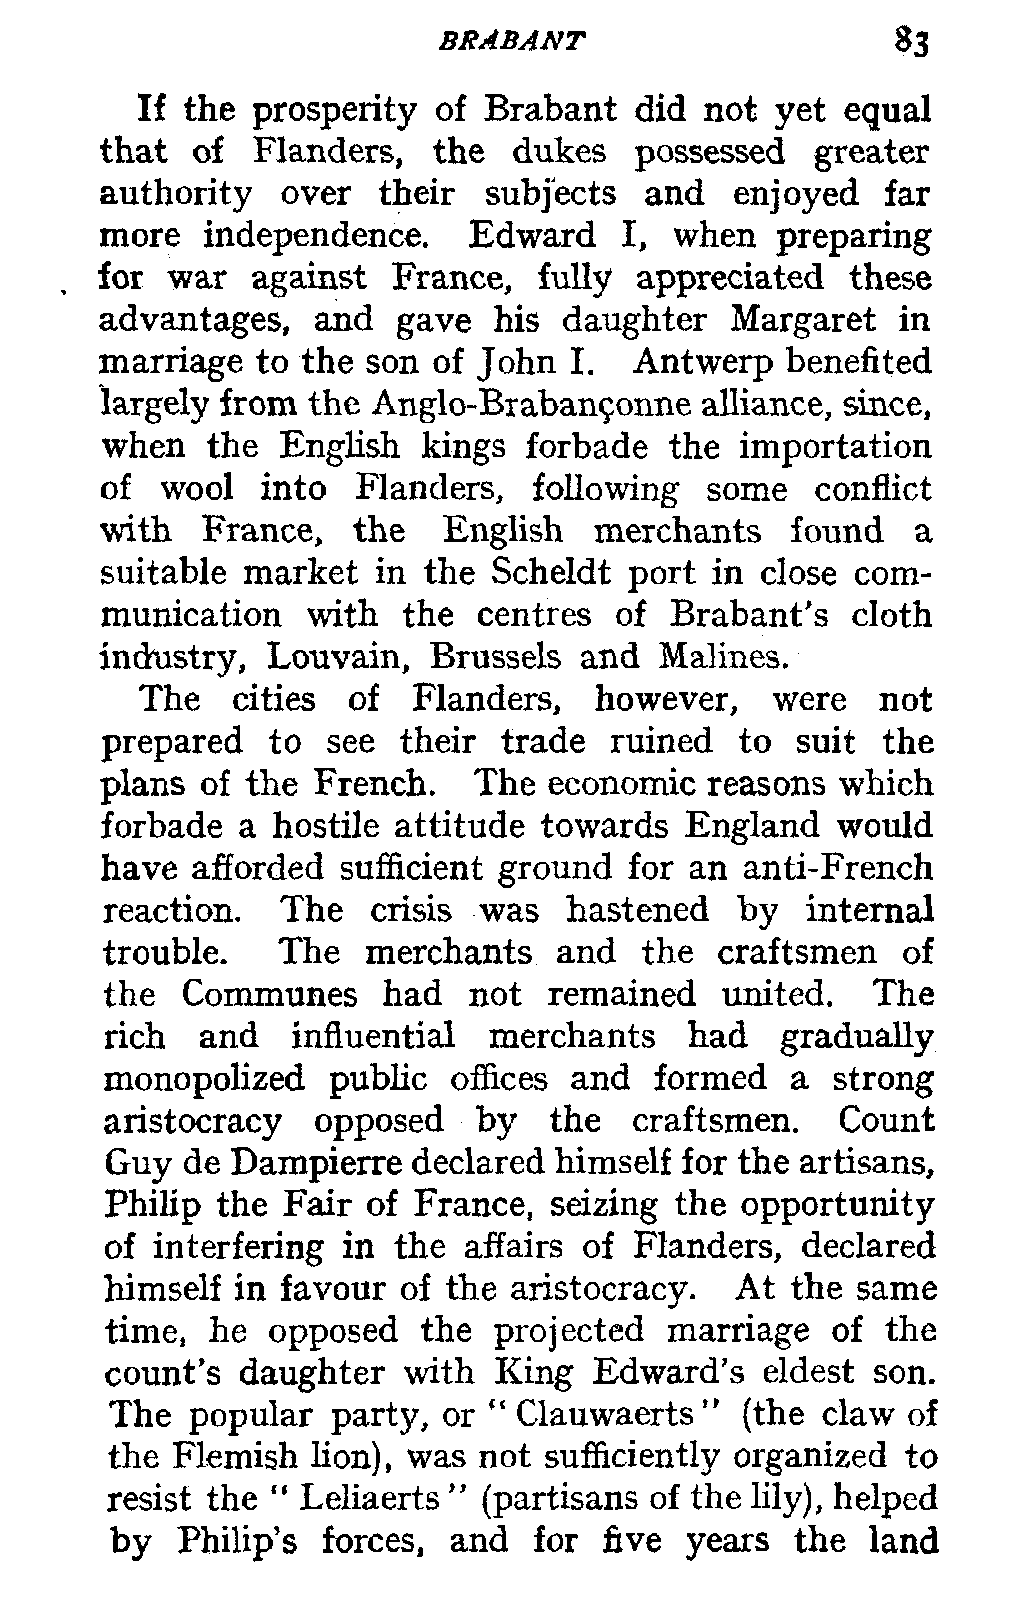 BRABANT 83
If the prosperity of Brabant did not yet equal
that of Flanders, the dukes possessed greater
authority over their subjects and enjoyed far
more independence. Edward I, when preparing
for war against France, fully appreciated these
advantages, and gave his daughter Margaret in
marriage to the son of John I. Antwerp benefited
largely from the Anglo-Brabançonne alliance, since,
when the English kings forbade the importation
of wool into Flanders, following some conflict
with France, the English merchants found a
suitable market in the Scheldt port in close com-
munication with the centres of Brabant's cloth
industry, Louvain, Brussels and Malines.
The cities of Flanders, however, were not
prepared to see their trade ruined to suit the
plans of the French. The economic reasons which
forbade a hostile attitude towards England would
have afforded sufficient ground for an anti-French
reaction. The crisis was hastened by internal
trouble. The merchants and the craftsmen of
the Communes had not remained united. The
rich and influential merchants had gradually
monopolized public offices and formed a strong
aristocracy opposed by the craftsmen. Count
Guy de Dampierre declared himself for the artisans,
Philip the Fair of France, seizing the opportunity
of interfering in the affairs of Flanders, declared
himself in favour of the aristocracy. At the same
time, he opposed the projected marriage of the
count's daughter with King Edward's eldest son.
The popular party, or "Clauwaerts" (the claw of
the Flemish lion), was not sufficiently organized to
resist the "Leliaerts" (partisans of the lily), helped
by Philip's forces, and for five years the land